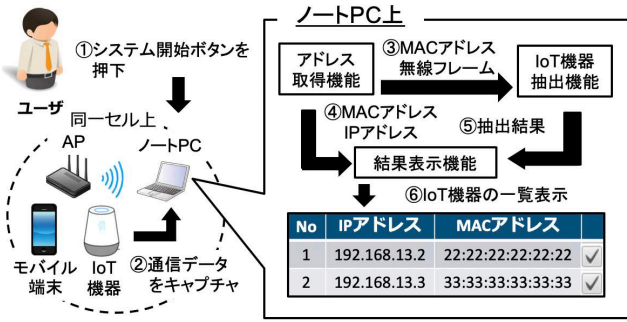 ノートPC上
①システム開始ボタンを
押下
ユーザ
同一セル上
AP
ノートPC
モバイル
端末
IoT
機器
②通信データ
をキャプチャ
アドレス
取得機能
③MACアドレス
無線フレーム
IoT機器
抽出機能
④MACアドレス
IPアドレス
⑤抽出結果
結果表示機能
⑥IoT機器の一覧表示
No IPアドレス MACアドレス
1 192.168.13.2 22:22:22:22:22:22
2 192.168.13.3 33:33:33:33:33:33